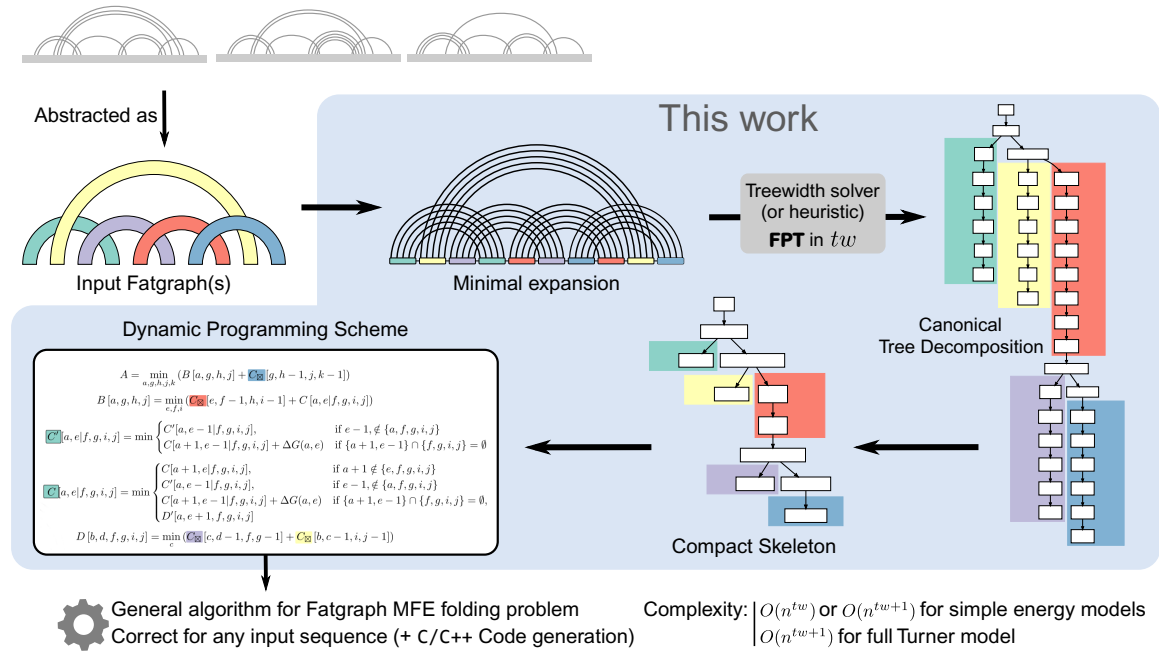 This work
Abstracted as
Input Fatgraph(s)
Minimal expansion
Treewidth solver
(or heuristic)
FPT in tw
Canonical
Tree Decomposition
Compact Skeleton
Dynamic Programming Scheme
A = min_{a,g,h,j,k} (B [a, g, h, j] + C_⊠[g, h − 1, j, k − 1])
B [a, g, h, j] = min_{e,f,i} (C_⊠[e, f − 1, h, i − 1] + C [a, e|f, g, i, j])
C′[a, e|f, g, i, j] = min { C′[a, e − 1|f, g, i, j], if e − 1, ∉ {a, f, g, i, j}
C[a + 1, e − 1|f, g, i, j] + ΔG(a, e) if {a + 1, e − 1} ∩ {f, g, i, j} = ∅
C[a, e|f, g, i, j] = min { C[a + 1, e|f, g, i, j], if a + 1 ∉ {e, f, g, i, j}
C′[a, e − 1|f, g, i, j], if e − 1 ∉ {a, f, g, i, j}
C[a + 1, e − 1|f, g, i, j] + ΔG(a, e) if {a + 1, e − 1} ∩ {f, g, i, j} = ∅,
D′[a, e + 1, f, g, i, j]
D [b, d, f, g, i, j] = min_c (C_⊠[c, d − 1, f, g − 1] + C_⊠ [b, c − 1, i, j − 1])
General algorithm for Fatgraph MFE folding problem
Correct for any input sequence (+ C/C++ Code generation)
Complexity: O(n^{tw}) or O(n^{tw+1}) for simple energy models
O(n^{tw+1}) for full Turner model